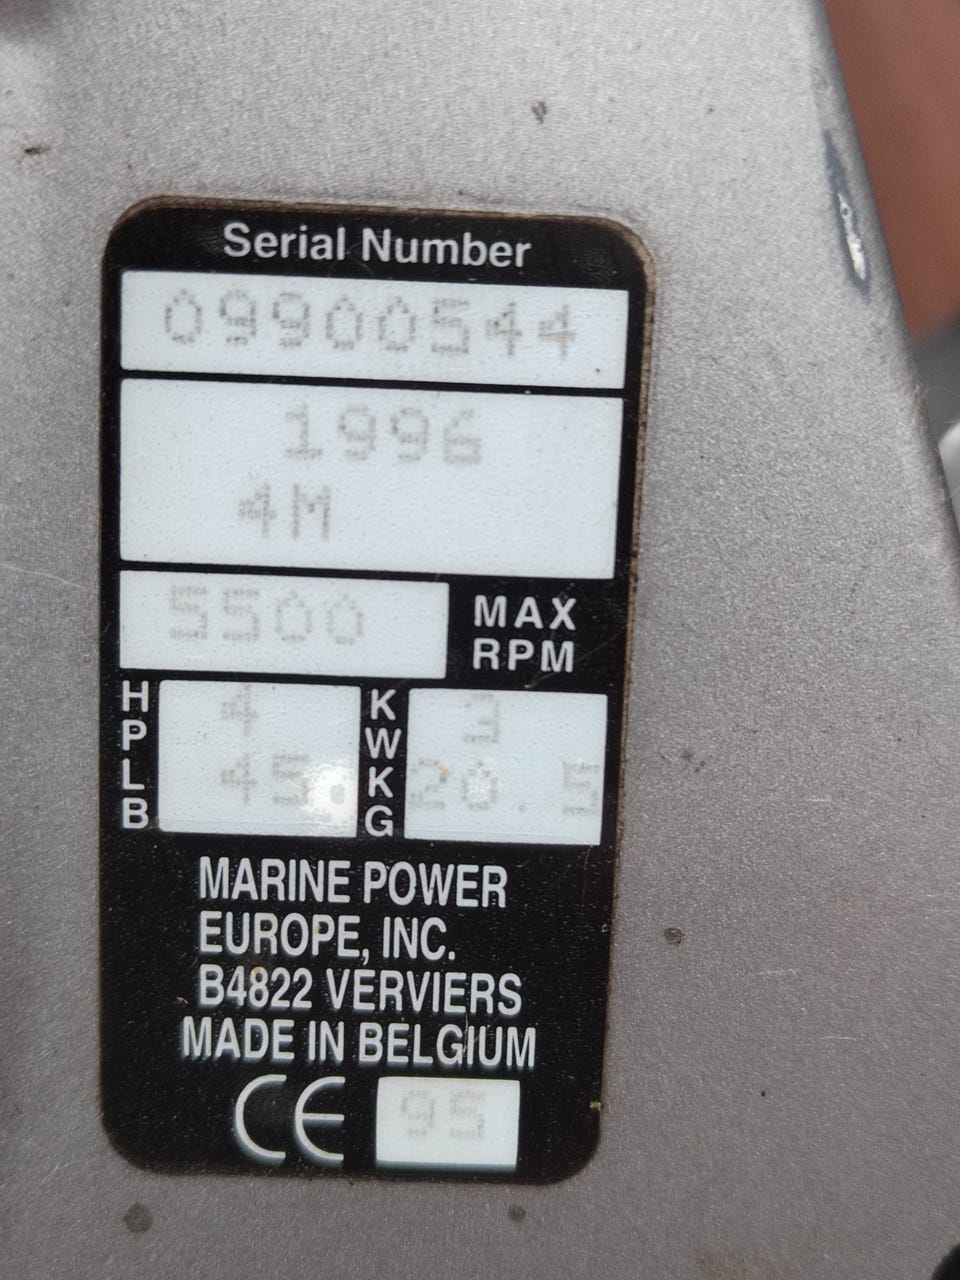 Serial Number
09900544
1996
4M
5500 MAX RPM
HP 4 KW 3
LB 45 KG 20.5
MARINE POWER
EUROPE, INC.
B4822 VERVIERS
MADE IN BELGIUM
CE 95